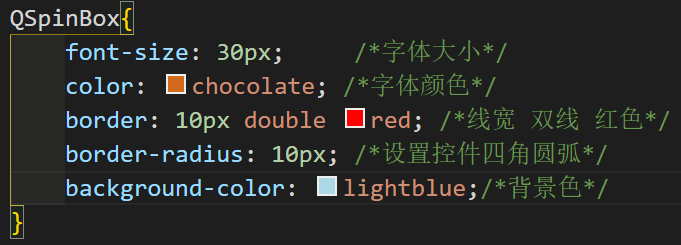 QSpinBox{
font-size: 30px; /*字体大小*/
color: chocolate; /*字体颜色*/
border: 10px double red; /*线宽 双线 红色*/
border-radius: 10px; /*设置控件四角圆弧*/
background-color: lightblue;/*背景色*/
}